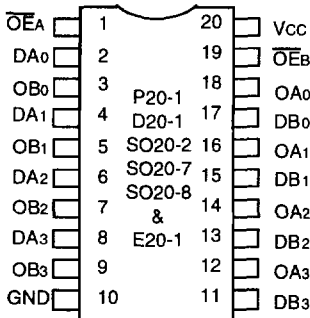 OEA 1 20 Vcc
DA0 2 19 OEB
OB0 3 18 OA0
DA1 4 17 DB0
OB1 5 16 OA1
DA2 6 15 DB1
OB2 7 14 OA2
DA3 8 13 DB2
OB3 9 12 OA3
GND 10 11 DB3
P20-1
D20-1
SO20-2
SO20-7
SO20-8
&
E20-1